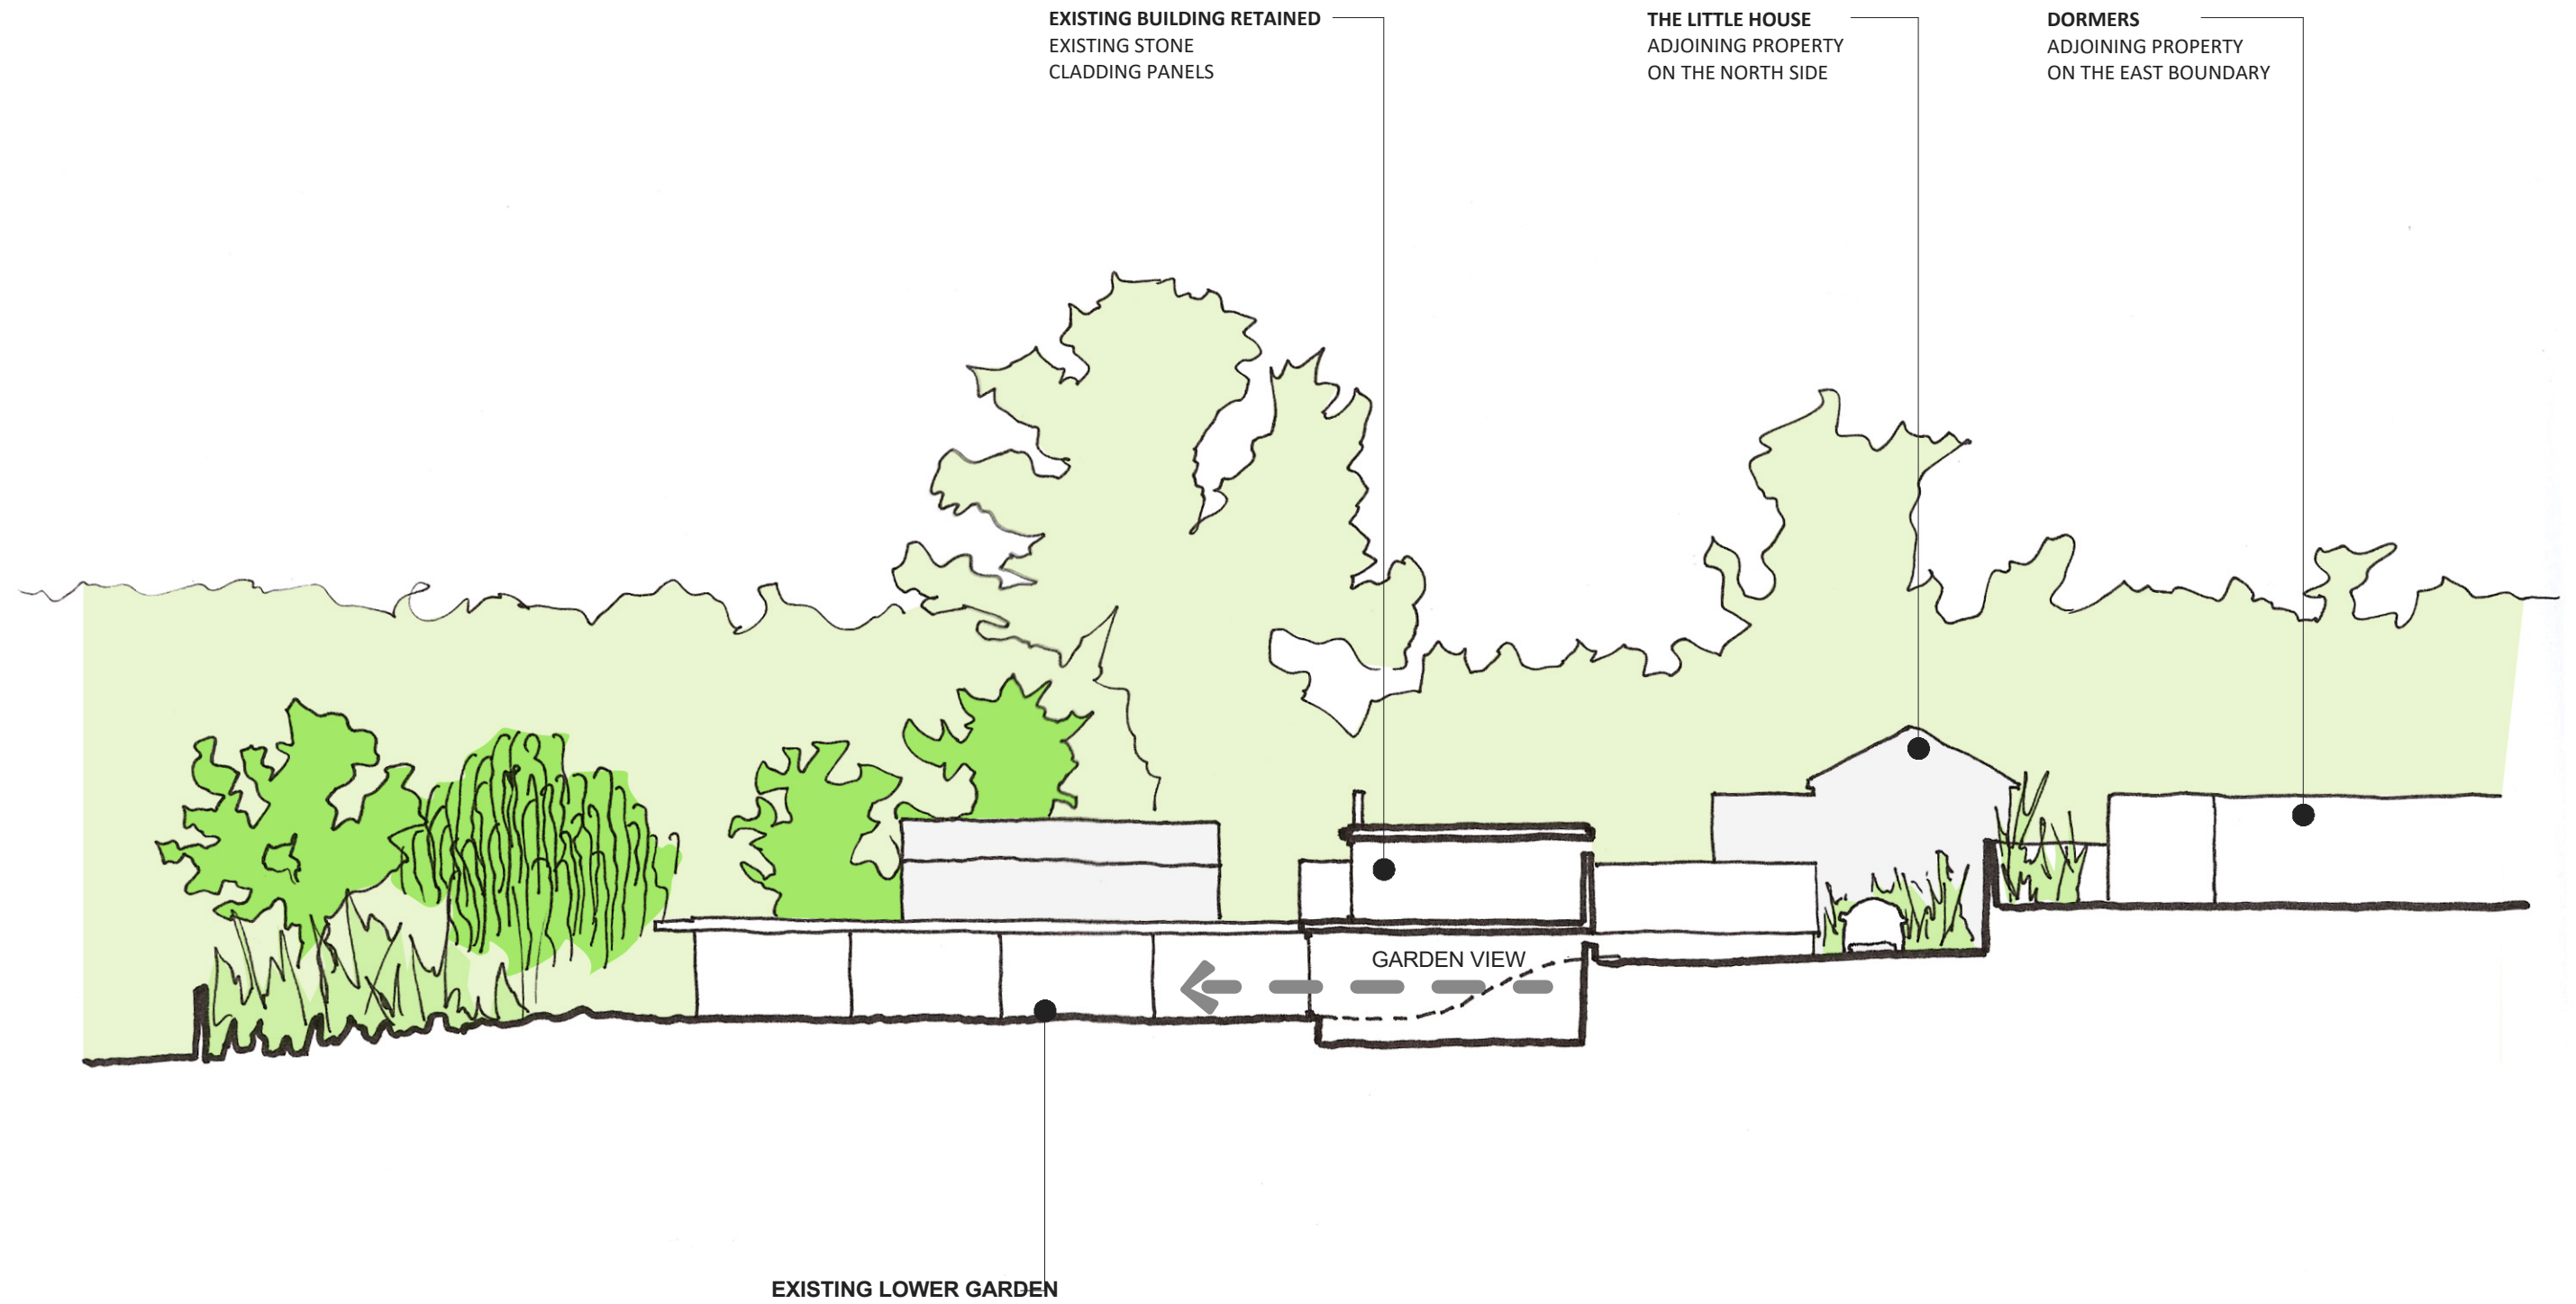 EXISTING BUILDING RETAINED
EXISTING STONE
CLADDING PANELS
THE LITTLE HOUSE
ADJOINING PROPERTY
ON THE NORTH SIDE
DORMERS
ADJOINING PROPERTY
ON THE EAST BOUNDARY
GARDEN VIEW
EXISTING LOWER GARDEN